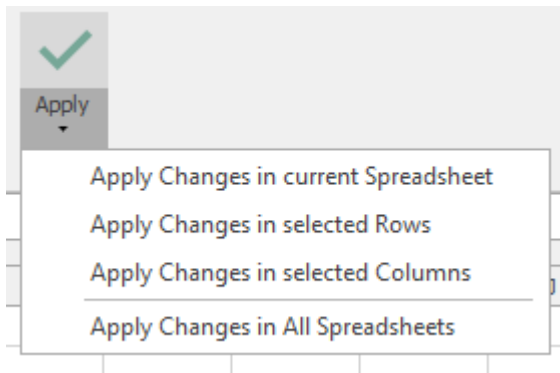 Apply
Apply Changes in current Spreadsheet
Apply Changes in selected Rows
Apply Changes in selected Columns
Apply Changes in All Spreadsheets